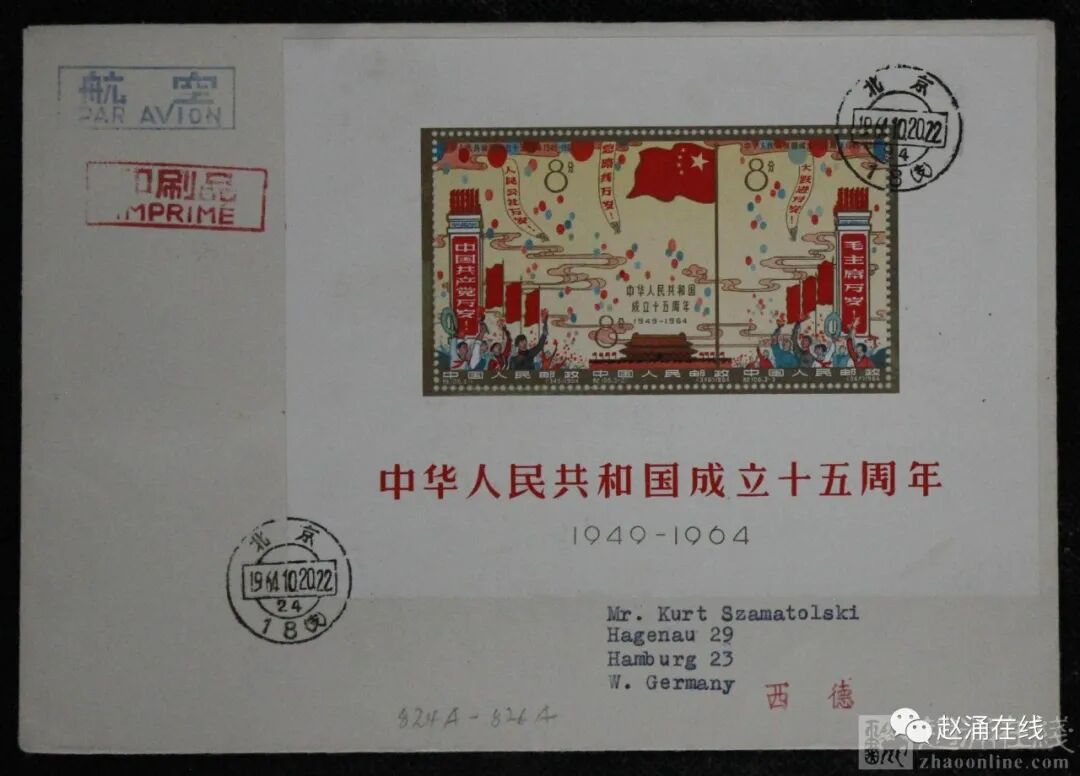 航空
PAR AVION
印刷品
IMPRIME
北京
1964.10.20.22
24
18(支)
1949-1964
8分
人民公社万岁!
总路线万岁!
8分
大跃进万岁!
中国共产党万岁!
中华人民共和国
成立十五周年
1949-1964
8分
毛主席万岁!
中国人民邮政
中国人民邮政
中国人民邮政
中华人民共和国成立十五周年
1949-1964
北京
1964.10.20.22
24
18(支)
Mr. Kurt Szamatolski
Hagenau 29
Hamburg 23
W. Germany
西德
824A - 826A
赵涌在线
zhaoonline.com